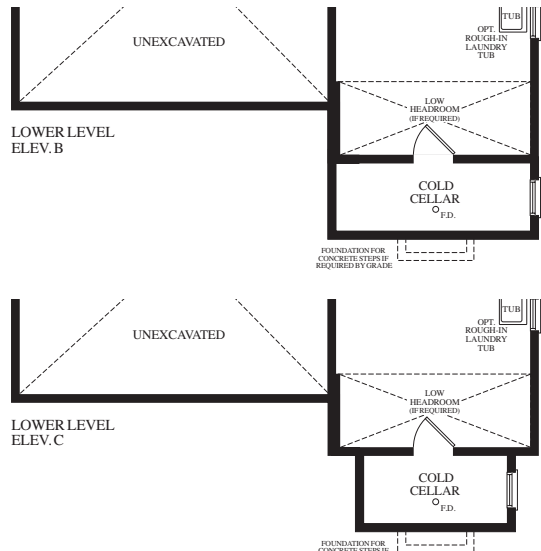 TUB
OPT.
ROUGH-IN
LAUNDRY
TUB
UNEXCAVATED
LOW
HEADROOM
(IF REQUIRED)
LOWER LEVEL
ELEV. B
COLD
CELLAR
F.D.
FOUNDATION FOR
CONCRETE STEPS IF
REQUIRED BY GRADE
TUB
OPT.
ROUGH-IN
LAUNDRY
TUB
UNEXCAVATED
LOW
HEADROOM
(IF REQUIRED)
LOWER LEVEL
ELEV. C
COLD
CELLAR
F.D.
FOUNDATION FOR
CONCRETE STEPS IF